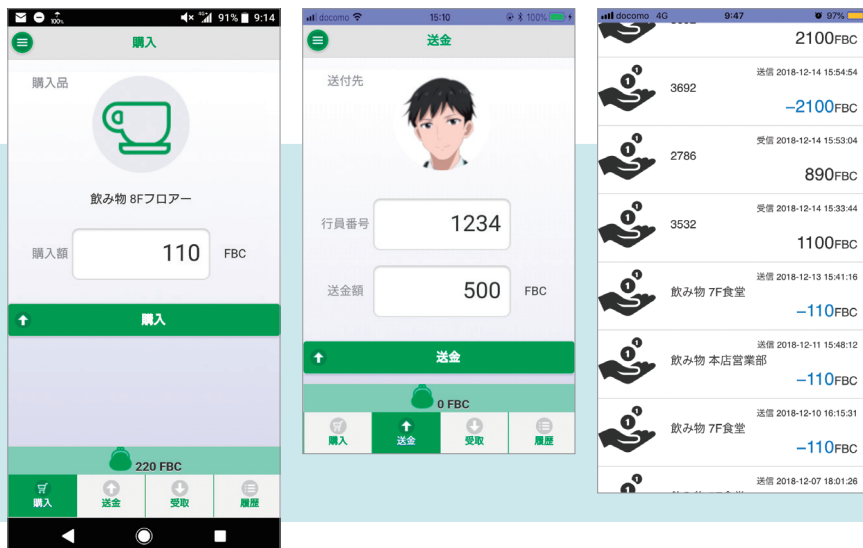 100%
91% 9:14
購入
購入品
飲み物 8Fフロアー
購入額 110 FBC
購入
220 FBC
購入 送金 受取 履歴
docomo 15:10 100%
送金
送付先
行員番号 1234
送金額 500 FBC
送金
0 FBC
購入 送金 受取 履歴
docomo 4G 9:47 97%
2100FBC
送信 2018-12-14 15:54:54
3692
−2100FBC
受信 2018-12-14 15:53:04
2786
890FBC
受信 2018-12-14 15:33:44
3532
1100FBC
送信 2018-12-13 15:41:16
飲み物 7F食堂
−110FBC
送信 2018-12-11 15:48:12
飲み物 本店営業部
−110FBC
送信 2018-12-10 16:15:31
飲み物 7F食堂
−110FBC
送信 2018-12-07 18:01:26